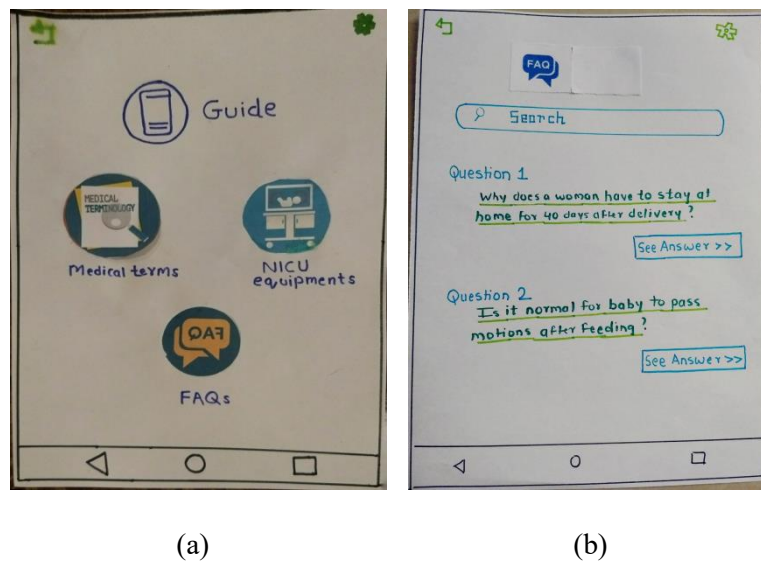 Guide
MEDICAL
TERMINOLOGY
Medical terms
NICU
equipments
FAQ
FAQs
(a)
FAQ
Search
Question 1
Why does a woman have to stay at
home for 40 days after delivery?
See Answer >>
Question 2
Is it normal for baby to pass
motions after feeding?
See Answer >>
(b)